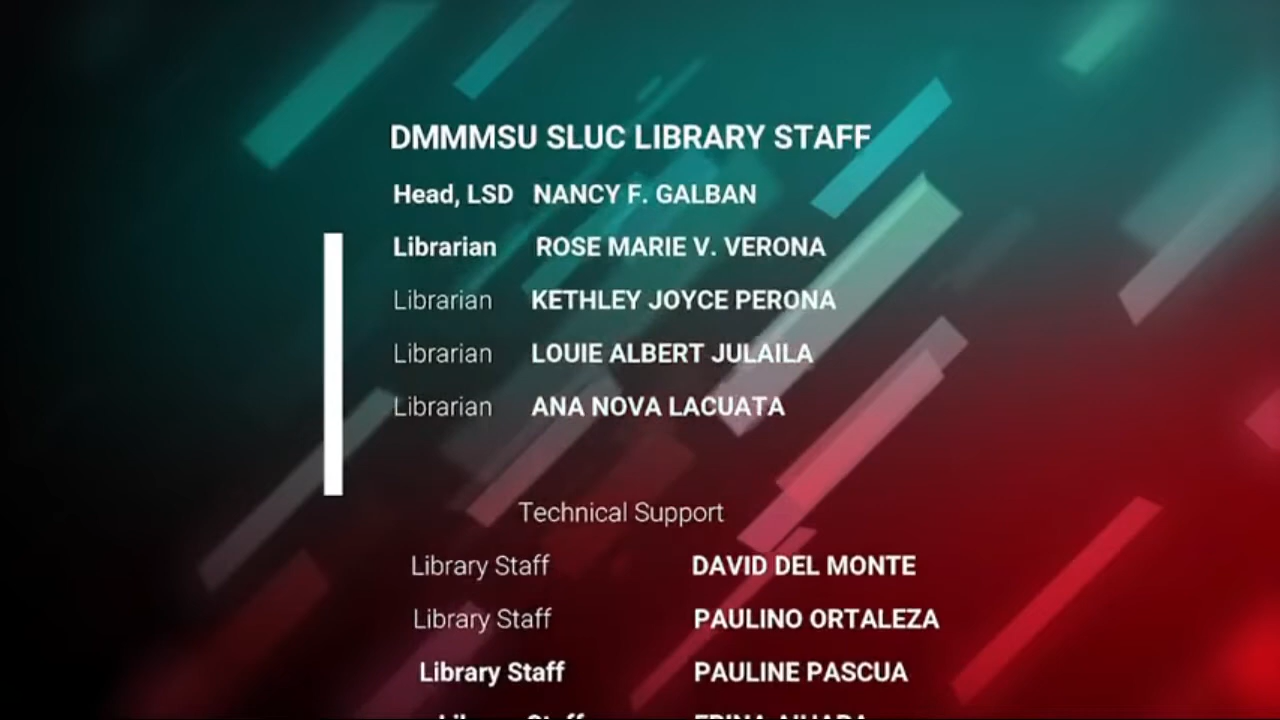 DMMMSU SLUC LIBRARY STAFF
Head, LSD NANCY F. GALBAN
Librarian ROSE MARIE V. VERONA
Librarian KETHLEY JOYCE PERONA
Librarian LOUIE ALBERT JULAILA
Librarian ANA NOVA LACUATA
Technical Support
Library Staff DAVID DEL MONTE
Library Staff PAULINO ORTALEZA
Library Staff PAULINE PASCUA
Library Staff